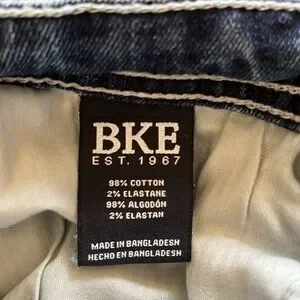 BKE
EST. 1967
98% COTTON
2% ELASTANE
98% ALGODÓN
2% ELASTAN
MADE IN BANGLADESH
HECHO EN BANGLADESH